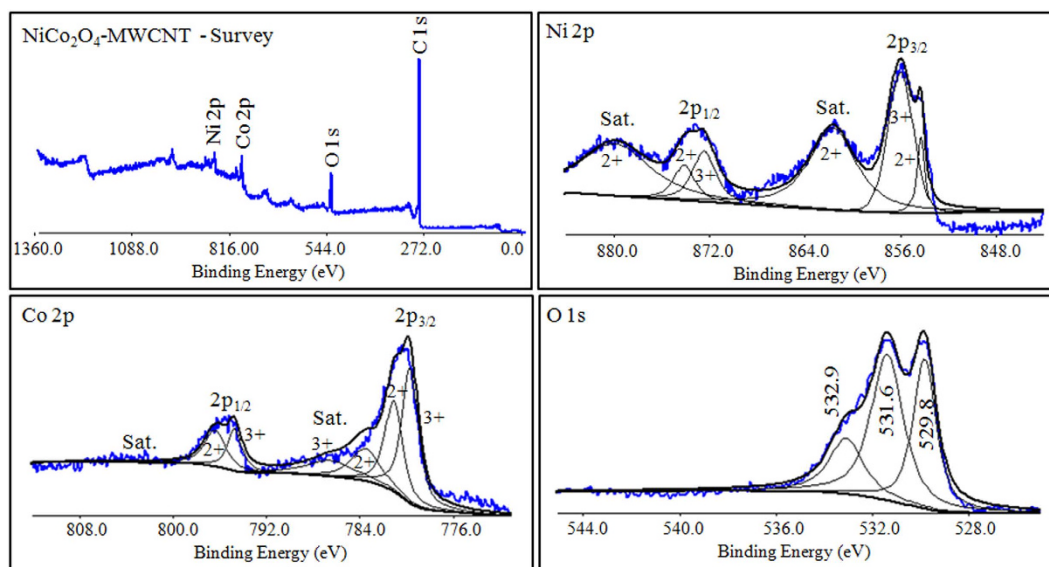 NiCo₂O₄-MWCNT - Survey
C 1s
Ni 2p
Co 2p
O 1s
1360.0 1088.0 816.00 544.0 272.0 0.0
Binding Energy (eV)
Ni 2p
2p₃/₂
Sat. 2p₁/₂ Sat.
2+ 2+ 3+ 2+ 3+ 2+
880.0 872.0 864.0 856.0 848.0
Binding Energy (eV)
Co 2p
2p₃/₂
2p₁/₂
Sat. Sat.
2+ 3+ 3+ 2+ 2+ 3+
808.0 800.0 792.0 784.0 776.0
Binding Energy (eV)
O 1s
532.9
531.6
529.8
544.0 540.0 536.0 532.0 528.0
Binding Energy (eV)